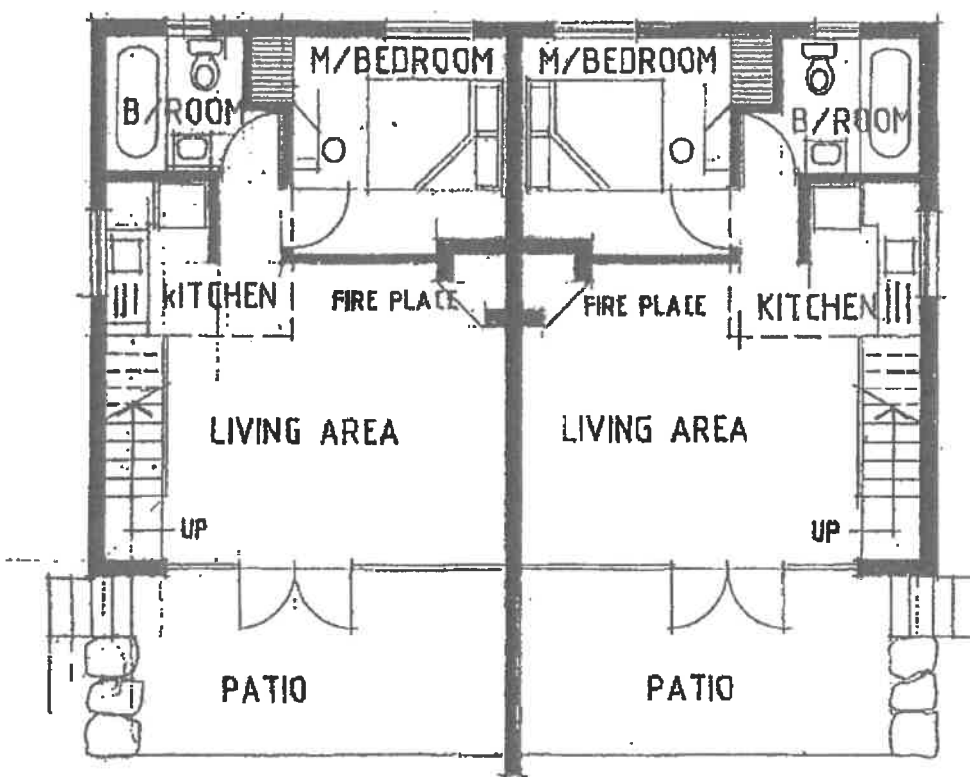 M/BEDROOM
M/BEDROOM
B/ROOM
B/ROOM
kITCHEN
FIRE PLACE
FIRE PLACE
KITCHEN
LIVING AREA
LIVING AREA
UP
UP
PATIO
PATIO